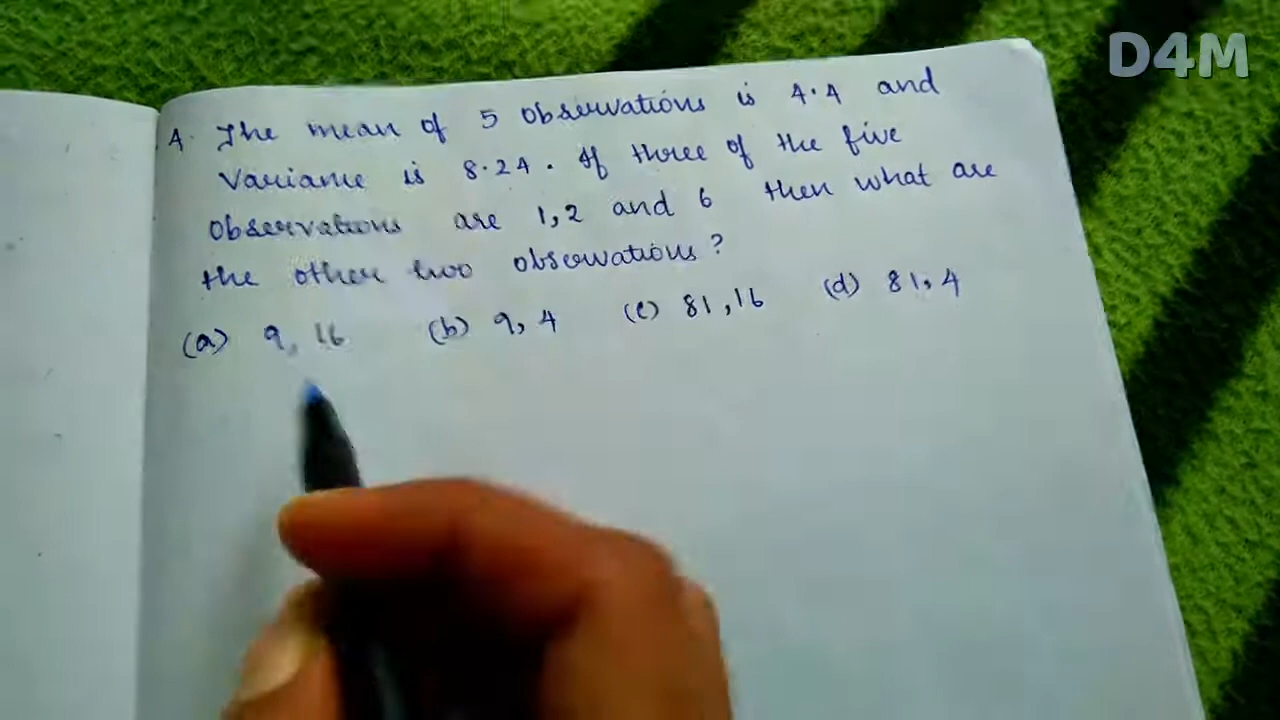 D4M
4. The mean of 5 observations is 4.4 and
variance is 8.24. If three of the five
observations are 1,2 and 6 then what are
the other two observations?
(a) 9, 16 (b) 9, 4 (c) 81, 16 (d) 81, 4